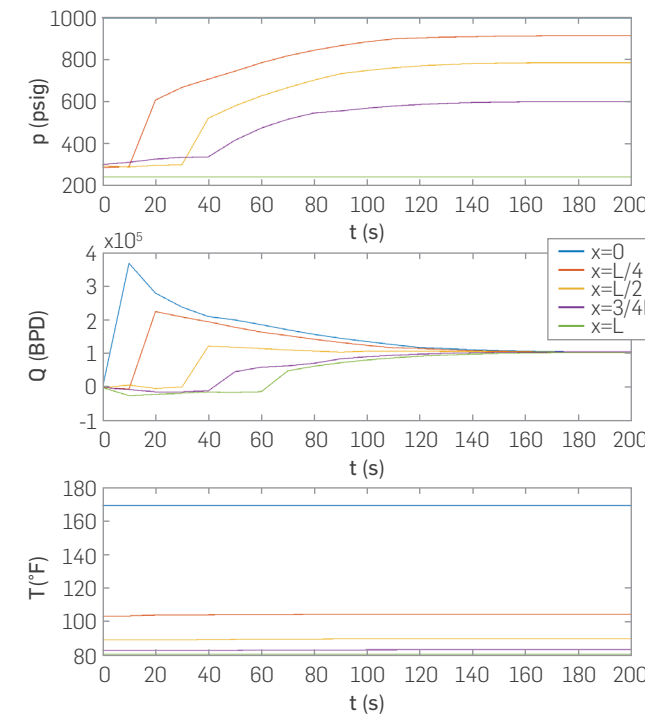 1000
800
600
400
200
p (psig)
0 20 40 60 80 100 120 140 160 180 200
t (s)
x10⁵
4
3
2
1
0
-1
Q (BPD)
x=0
x=L/4
x=L/2
x=3/4
x=L
0 20 40 60 80 100 120 140 160 180 200
t (s)
180
160
140
120
100
80
T(°F)
0 20 40 60 80 100 120 140 160 180 200
t (s)